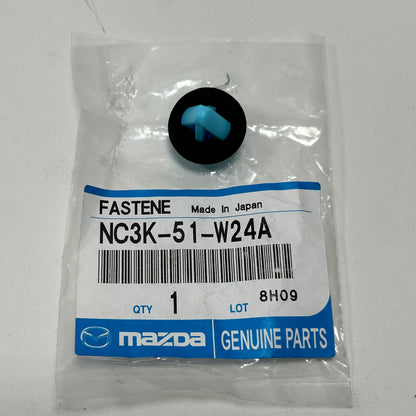 FASTENE Made In Japan
NC3K-51-W24A
QTY 1 LOT 8H09
mazda GENUINE PARTS